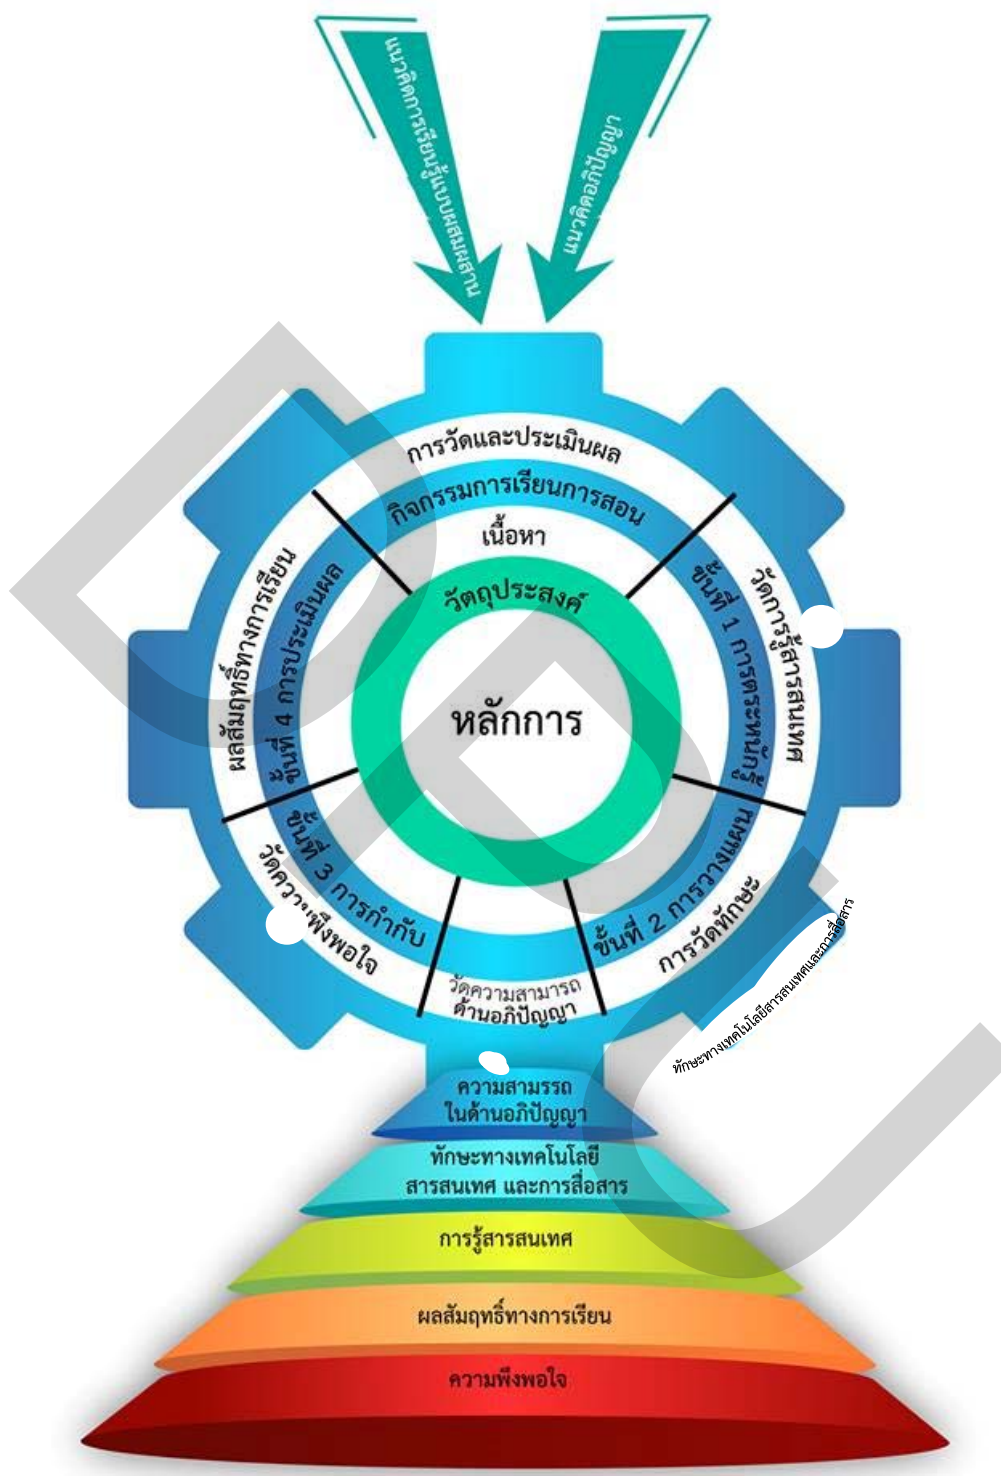 แนวคิดการเรียนรู้แบบผสมผสาน
แนวคิดอภิปัญญา
การวัดและประเมินผล
กิจกรรมการเรียนการสอน
เนื้อหา
วัตถุประสงค์
หลักการ
วัดการรู้สารสนเทศ
ขั้นที่ 1 การตระหนักรู้
ขั้นที่ 2 การวางแผน
การวัดทักษะ
ทักษะทางเทคโนโลยีสารสนเทศและการสื่อสาร
วัดความสามารถ
ด้านอภิปัญญา
ขั้นที่ 3 การกำกับ
วัดความพึงพอใจ
ขั้นที่ 4 การประเมินผล
ผลสัมฤทธิ์ทางการเรียน
ความสามรรถ
ในด้านอภิปัญญา
ทักษะทางเทคโนโลยี
สารสนเทศ และการสื่อสาร
การรู้สารสนเทศ
ผลสัมฤทธิ์ทางการเรียน
ความพึงพอใจ
DPU